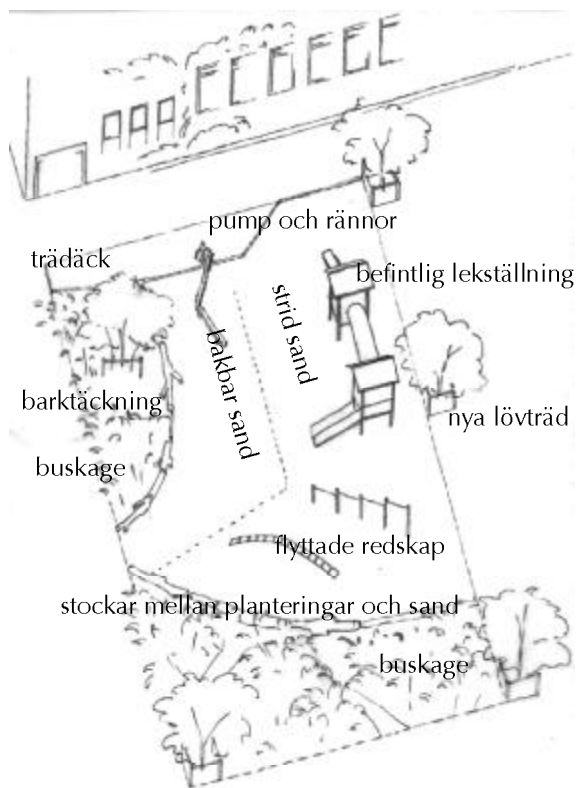 pump och rännor
trädäck
befintlig lekställning
strid sand
bakbar sand
barktäckning
nya lövträd
buskage
flyttade redskap
stockar mellan planteringar och sand
buskage